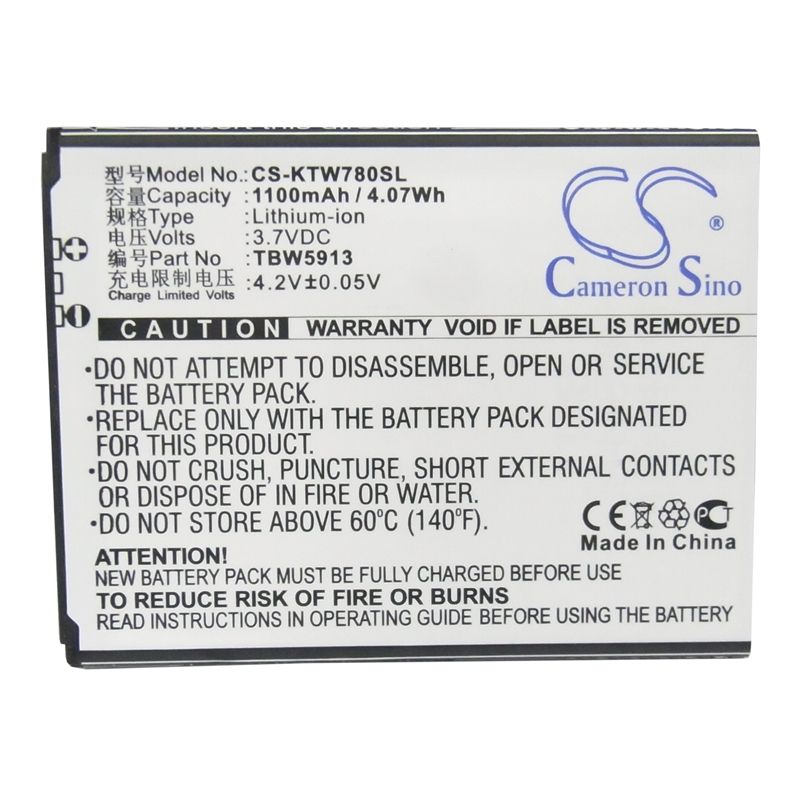 型号Model No.: CS-KTW780SL
容量Capacity: 1100mAh / 4.07Wh
规格Type: Lithium-ion
电压Volts: 3.7VDC
编号Part No: TBW5913
充电限制电压: 4.2V±0.05V
Charge Limited Volts
CS
®
Cameron Sino
CAUTION WARRANTY VOID IF LABEL IS REMOVED
•DO NOT ATTEMPT TO DISASSEMBLE, OPEN OR SERVICE
THE BATTERY PACK.
•REPLACE ONLY WITH THE BATTERY PACK DESIGNATED
FOR THIS PRODUCT.
•DO NOT CRUSH, PUNCTURE, SHORT EXTERNAL CONTACTS
OR DISPOSE OF IN FIRE OR WATER.
•DO NOT STORE ABOVE 60°C (140°F).
CE PCT
Made In China
ATTENTION!
NEW BATTERY PACK MUST BE FULLY CHARGED BEFORE USE
TO REDUCE RISK OF FIRE OR BURNS
READ INSTRUCTIONS IN OPERATING GUIDE BEFORE USING THE BATTERY